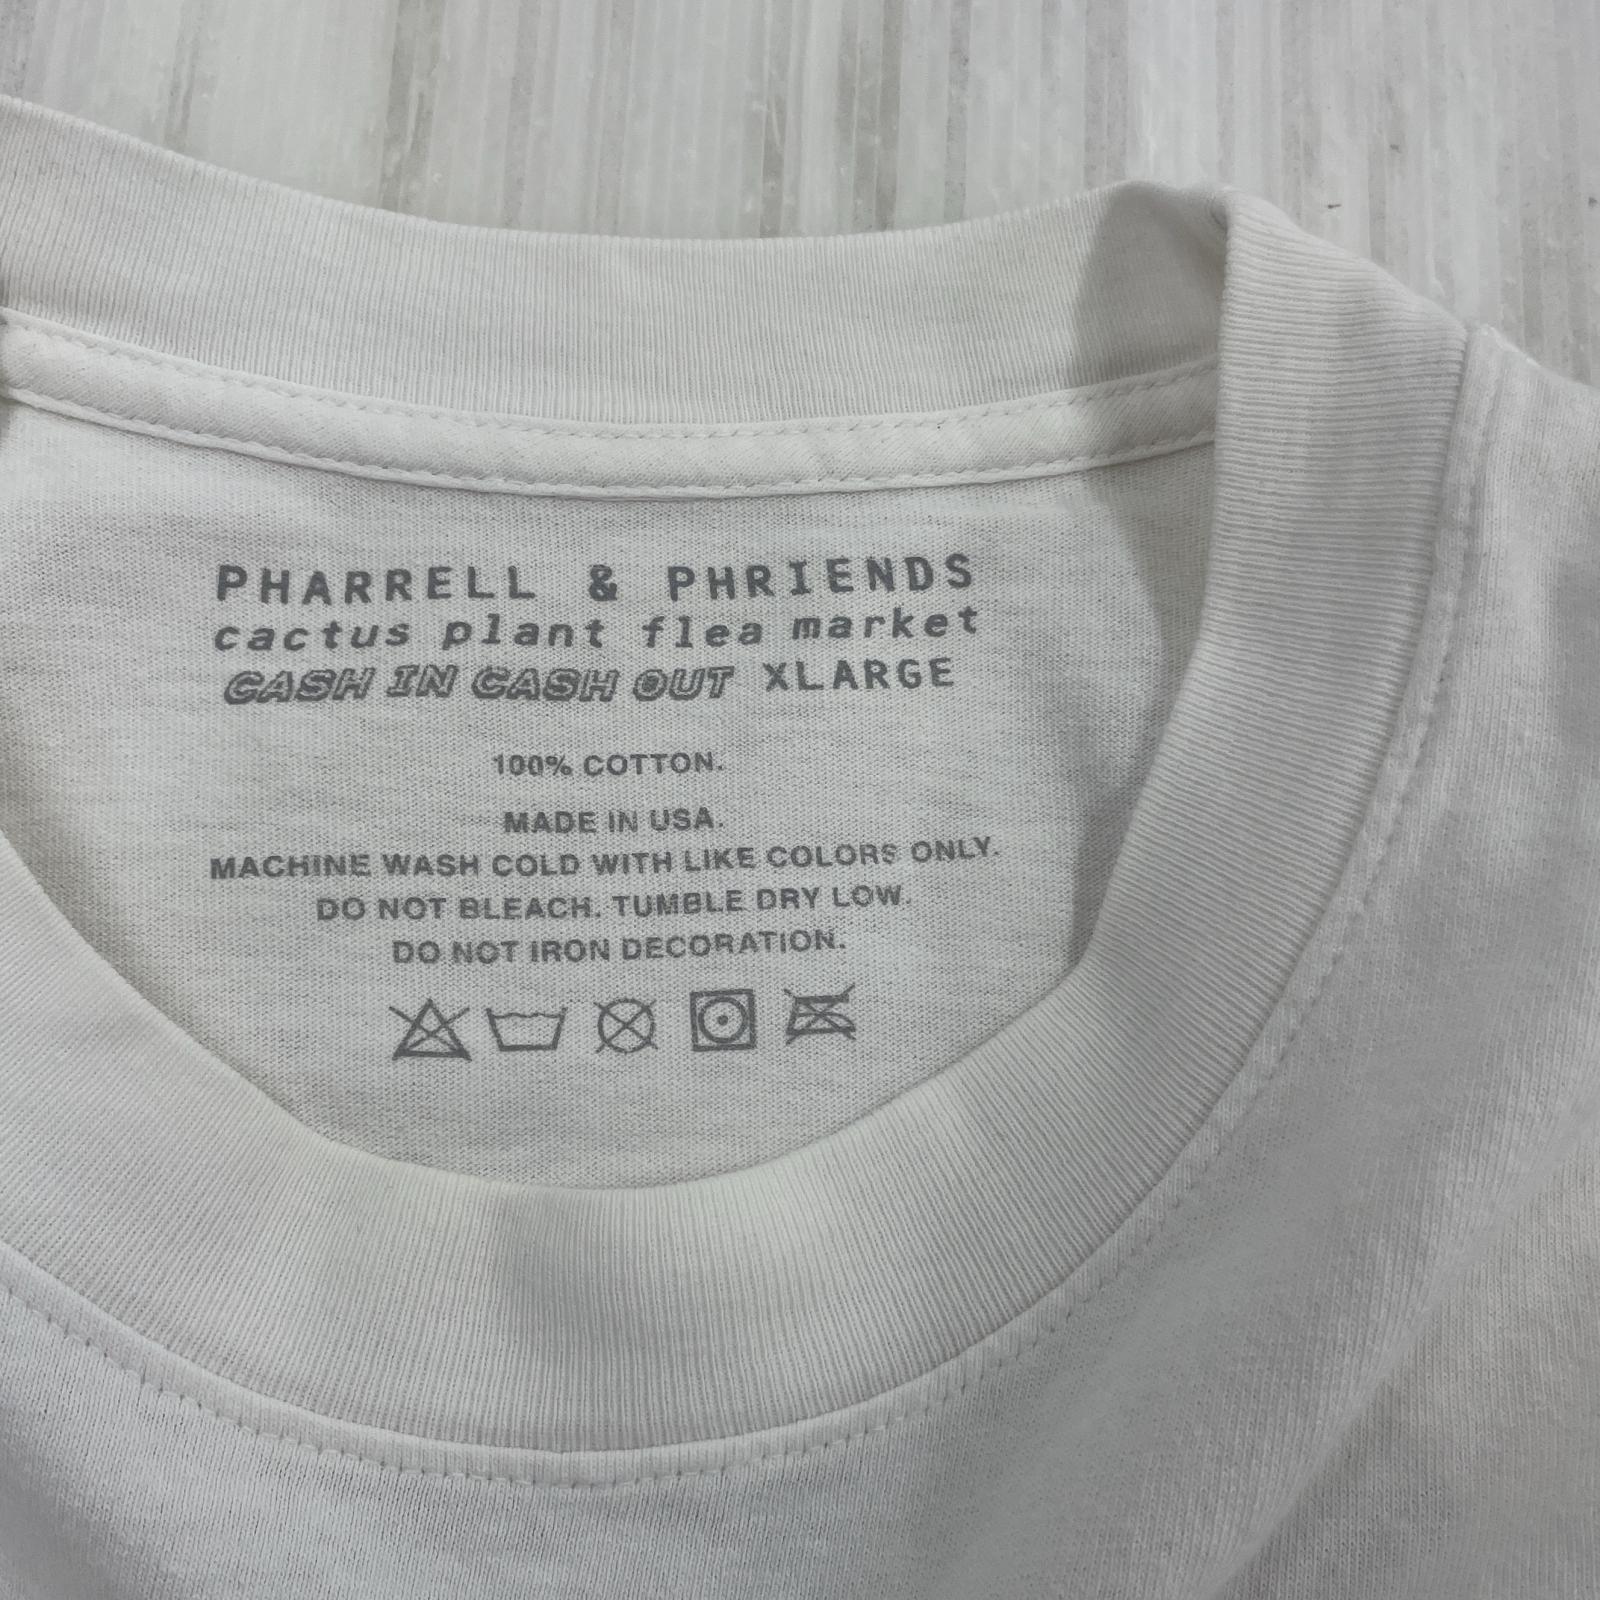 PHARRELL & PHRIENDS
cactus plant flea market
CASH IN CASH OUT XLARGE
100% COTTON.
MADE IN USA.
MACHINE WASH COLD WITH LIKE COLORS ONLY.
DO NOT BLEACH. TUMBLE DRY LOW.
DO NOT IRON DECORATION.